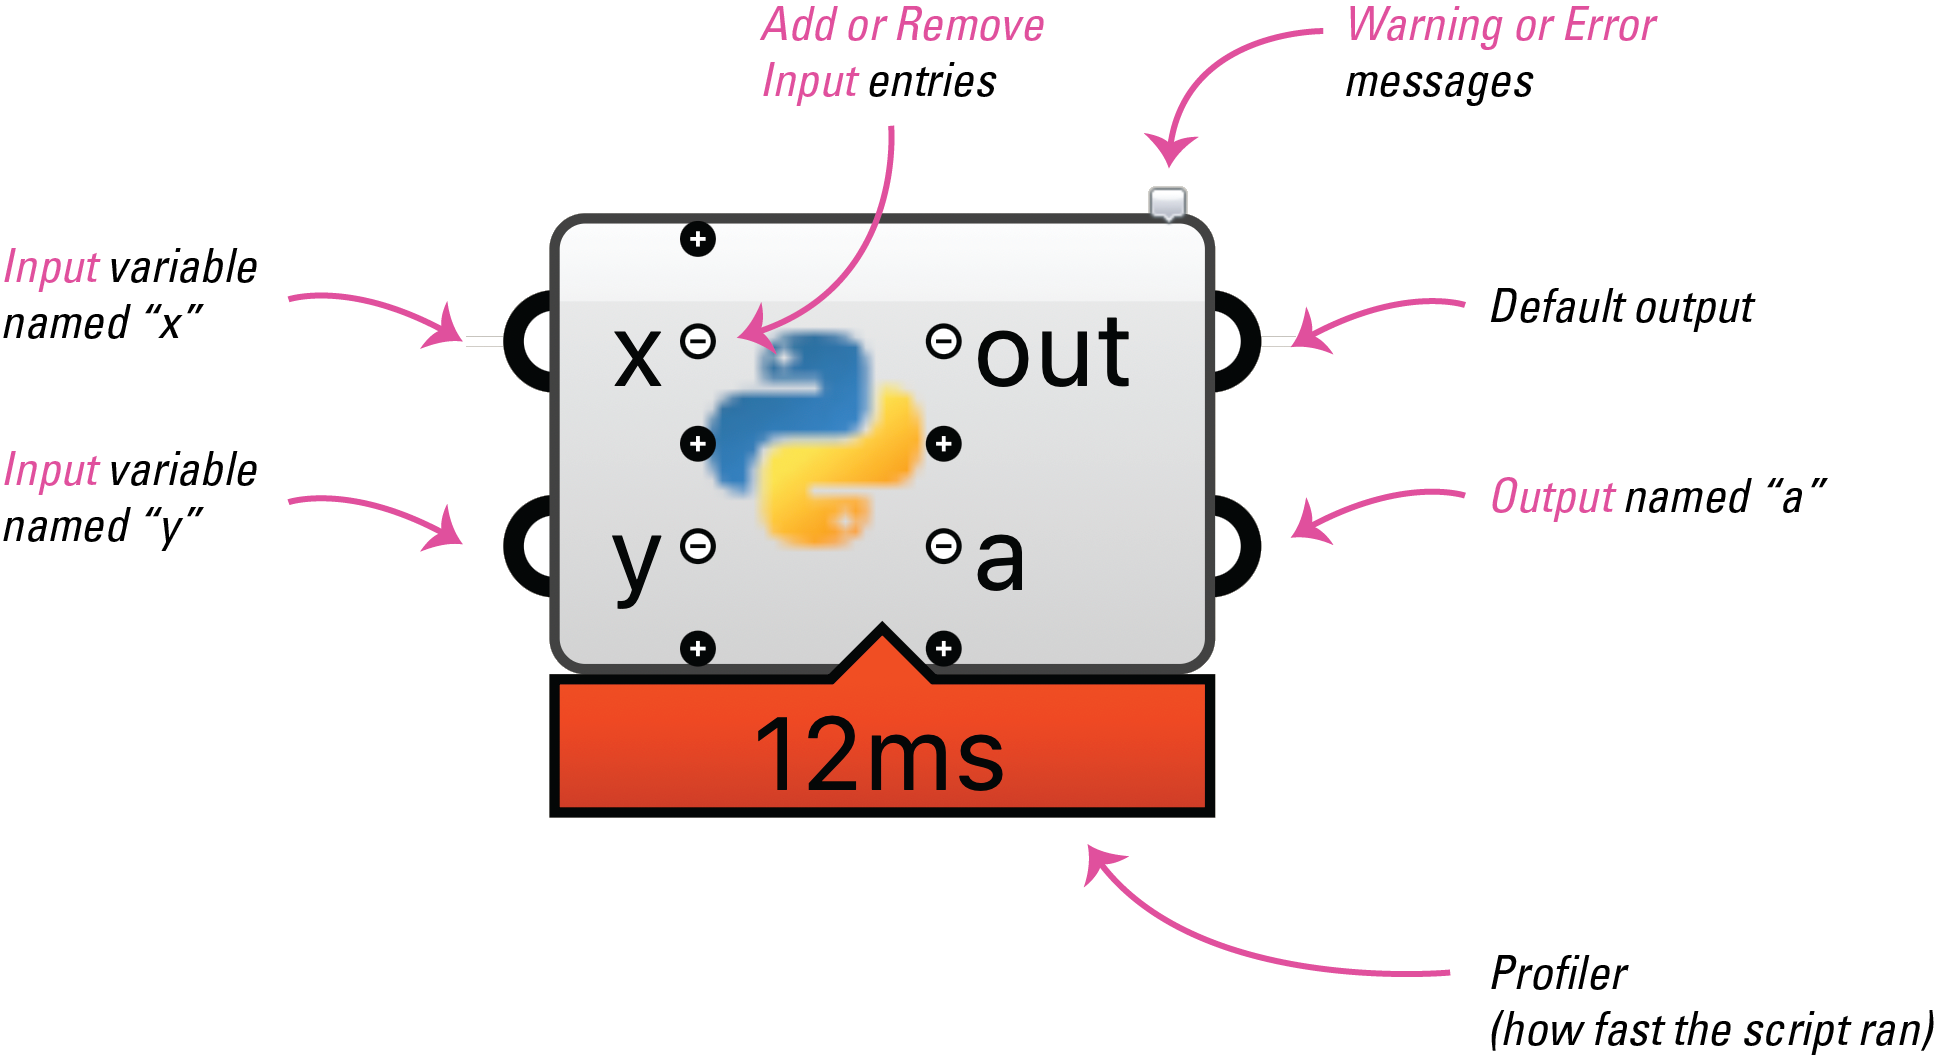 Add or Remove
Input entries
Warning or Error
messages
Input variable
named “x”
x
out
Default output
Input variable
named “y”
y
a
Output named “a”
12ms
Profiler
(how fast the script ran)